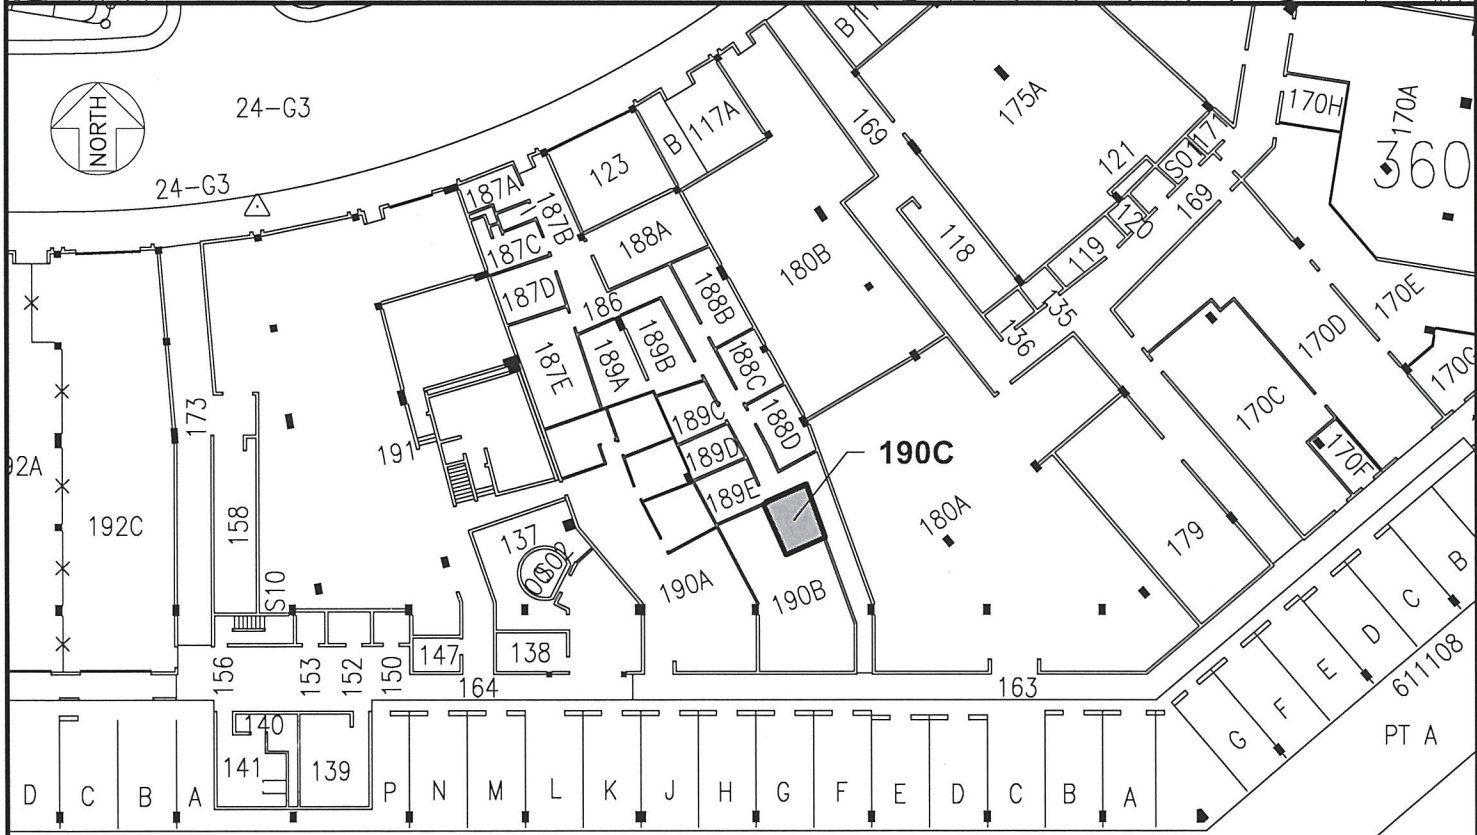 B
24-G3
NORTH
24-G3
117A
B
123
187A
187B
187C
187D
187E
188A
186
188B
188C
188D
189A
189B
189C
189D
189E
169
175A
180B
118
121
S01
117
120
119
135
136
169
170H
170A
360
170E
170D
170C
170F
190C
180A
179
190A
190B
92A
192C
173
158
S10
191
137
S02
138
147
156
153
152
150
164
163
140
141
139
D
C
B
A
P
N
M
L
K
J
H
G
F
E
D
C
B
A
G
F
E
D
C
B
611108
PT A